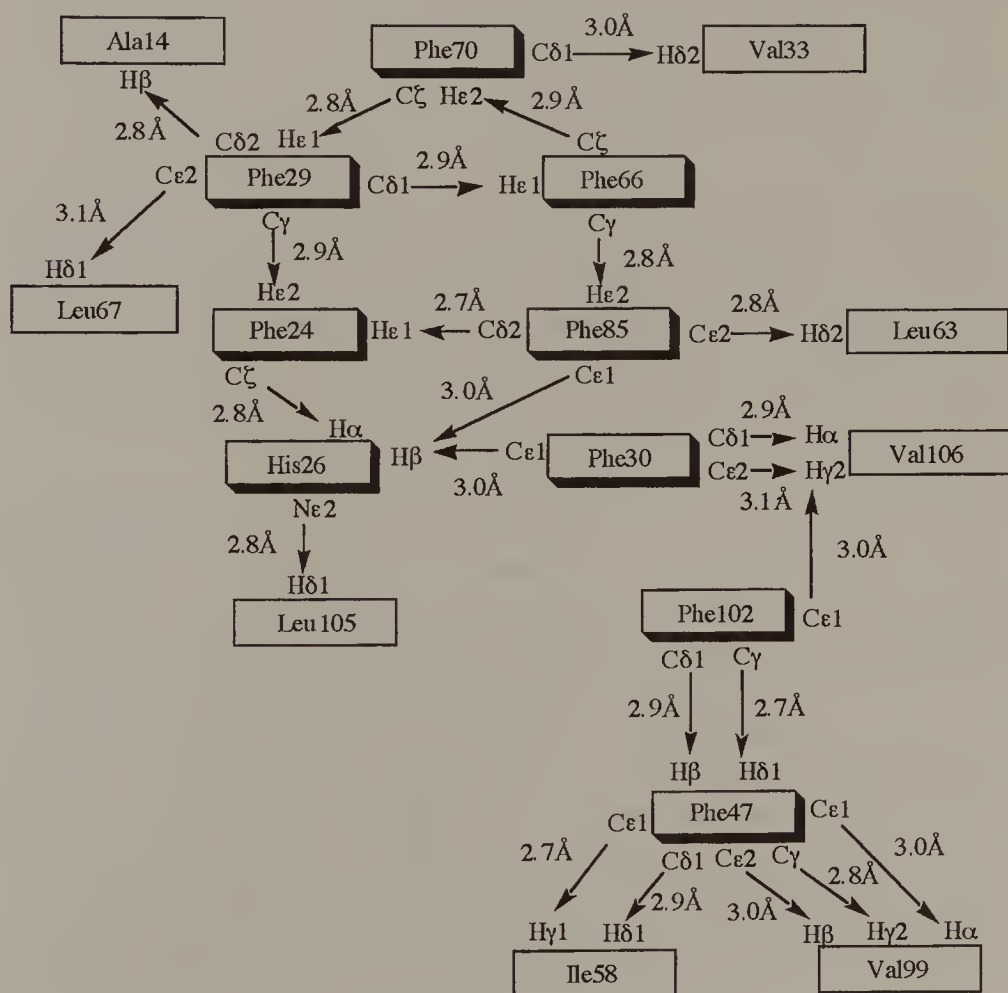 Ala14 Phe70 Cδ1 3.0Å Hδ2 Val33
Hβ 2.8Å Cζ Hε2 2.9Å
2.8Å Cδ2 Hε1 Cζ
Cε2 Phe29 Cδ1 2.9Å Hε1 Phe66
3.1Å Cγ 2.9Å Cγ 2.8Å
Hδ1 Hε2 Hε2
Leu67 Phe24 Hε1 2.7Å Cδ2 Phe85 Cε2 2.8Å Hδ2 Leu63
Cζ 3.0Å Cε1
2.8Å Hα 2.9Å
His26 Hβ 3.0Å Cε1 Phe30 Cδ1 Hα Val106
Nε2 Cε2 3.1Å Hγ2
2.8Å 3.0Å
Hδ1
Leu105 Phe102 Cε1
Cδ1 Cγ
2.9Å 2.7Å
Hβ Hδ1
Cε1 Phe47 Cε1
2.7Å Cδ1 Cε2 Cγ 3.0Å
2.9Å 3.0Å 2.8Å
Hγ1 Hδ1 Hβ Hγ2 Hα
Ile58 Val99